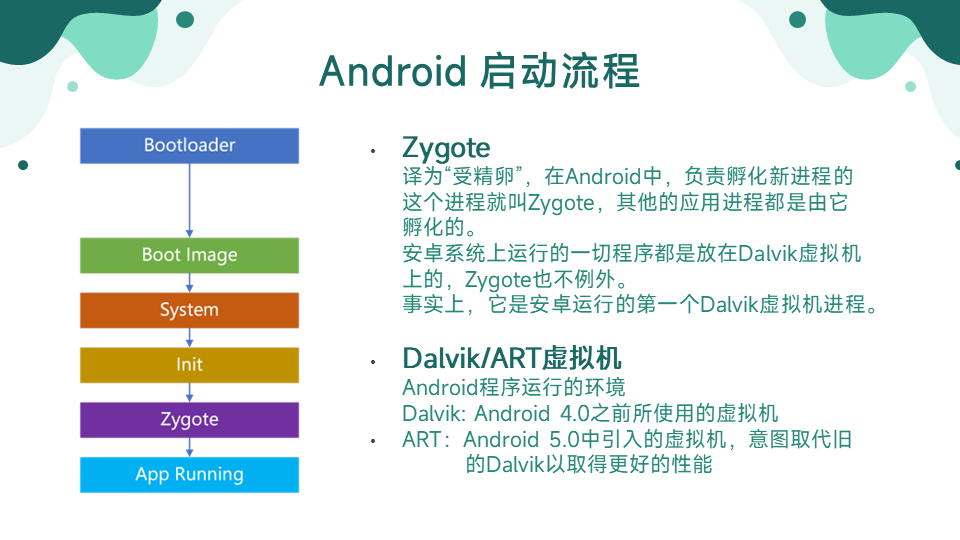 Android 启动流程
Bootloader
Boot Image
System
Init
Zygote
App Running
• Zygote
译为“受精卵”，在Android中，负责孵化新进程的
这个进程就叫Zygote，其他的应用进程都是由它
孵化的。
安卓系统上运行的一切程序都是放在Dalvik虚拟机
上的，Zygote也不例外。
事实上，它是安卓运行的第一个Dalvik虚拟机进程。
• Dalvik/ART虚拟机
Android程序运行的环境
Dalvik: Android 4.0之前所使用的虚拟机
• ART：Android 5.0中引入的虚拟机，意图取代旧
的Dalvik以取得更好的性能